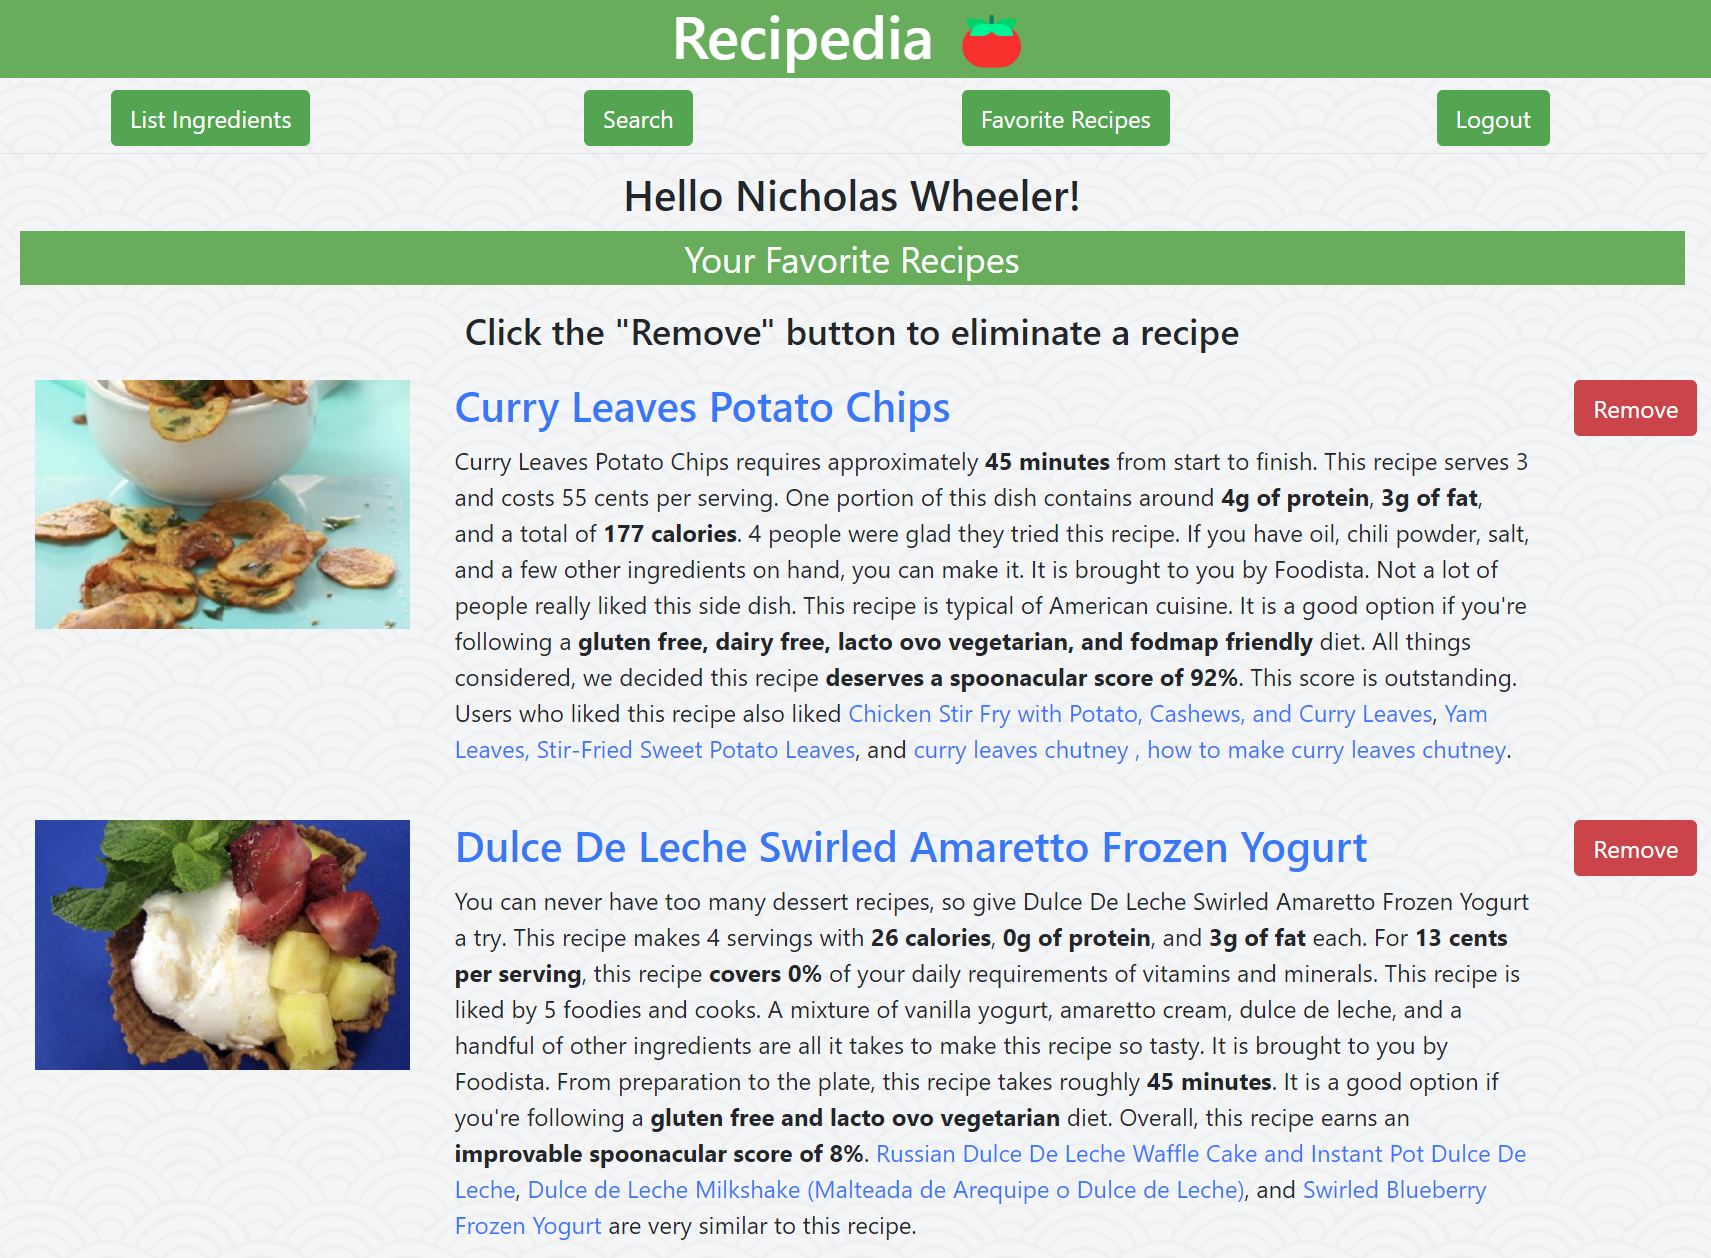 Recipedia
List Ingredients
Search
Favorite Recipes
Logout
Hello Nicholas Wheeler!
Your Favorite Recipes
Click the "Remove" button to eliminate a recipe
Curry Leaves Potato Chips
Remove
Curry Leaves Potato Chips requires approximately 45 minutes from start to finish. This recipe serves 3
and costs 55 cents per serving. One portion of this dish contains around 4g of protein, 3g of fat,
and a total of 177 calories. 4 people were glad they tried this recipe. If you have oil, chili powder, salt,
and a few other ingredients on hand, you can make it. It is brought to you by Foodista. Not a lot of
people really liked this side dish. This recipe is typical of American cuisine. It is a good option if you're
following a gluten free, dairy free, lacto ovo vegetarian, and fodmap friendly diet. All things
considered, we decided this recipe deserves a spoonacular score of 92%. This score is outstanding.
Users who liked this recipe also liked Chicken Stir Fry with Potato, Cashews, and Curry Leaves, Yam
Leaves, Stir-Fried Sweet Potato Leaves, and curry leaves chutney , how to make curry leaves chutney.
Dulce De Leche Swirled Amaretto Frozen Yogurt
Remove
You can never have too many dessert recipes, so give Dulce De Leche Swirled Amaretto Frozen Yogurt
a try. This recipe makes 4 servings with 26 calories, 0g of protein, and 3g of fat each. For 13 cents
per serving, this recipe covers 0% of your daily requirements of vitamins and minerals. This recipe is
liked by 5 foodies and cooks. A mixture of vanilla yogurt, amaretto cream, dulce de leche, and a
handful of other ingredients are all it takes to make this recipe so tasty. It is brought to you by
Foodista. From preparation to the plate, this recipe takes roughly 45 minutes. It is a good option if
you're following a gluten free and lacto ovo vegetarian diet. Overall, this recipe earns an
improvable spoonacular score of 8%. Russian Dulce De Leche Waffle Cake and Instant Pot Dulce De
Leche, Dulce de Leche Milkshake (Malteada de Arequipe o Dulce de Leche), and Swirled Blueberry
Frozen Yogurt are very similar to this recipe.